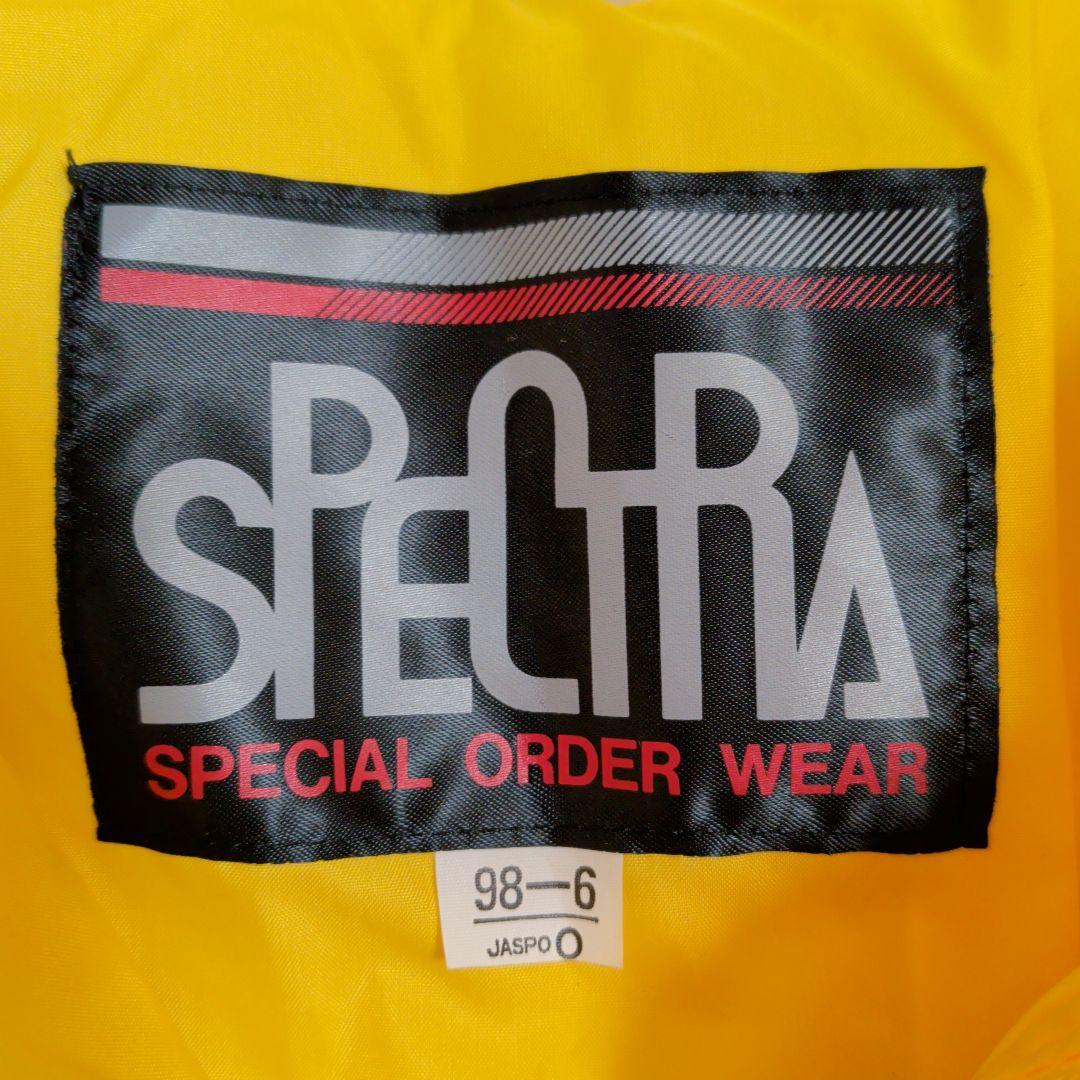 SPECTRA
SPECIAL ORDER WEAR
98—6
JASPO O